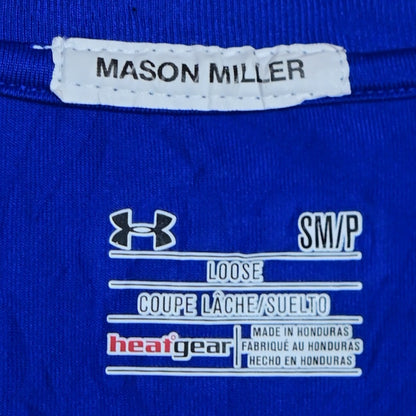 MASON MILLER
SM/P
LOOSE
COUPE LÂCHE/SUELTO
heatgear
MADE IN HONDURAS
FABRIQUÉ AU HONDURAS
HECHO EN HONDURAS